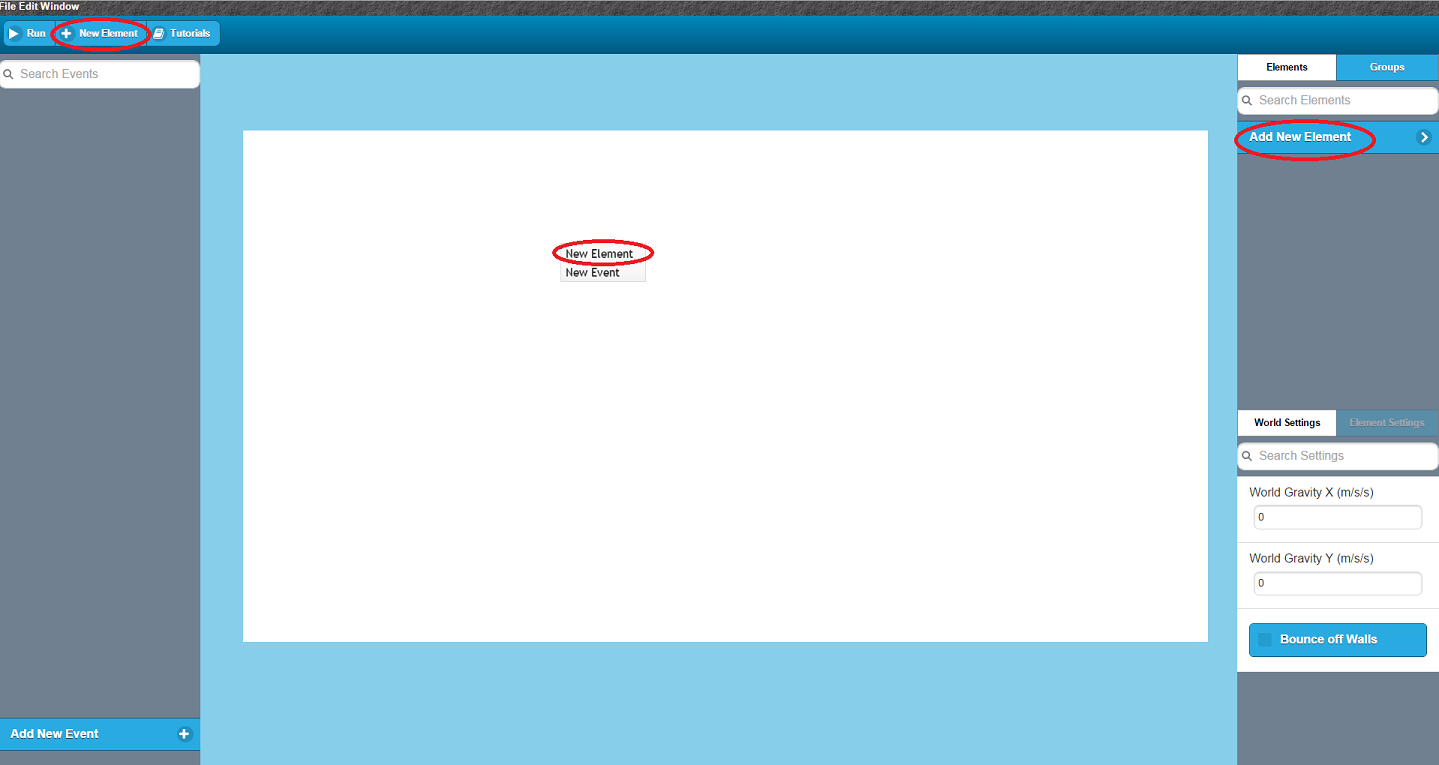 File Edit Window
Run New Element Tutorials
Search Events
Elements Groups
Search Elements
Add New Element
New Element
New Event
World Settings Element Settings
Search Settings
World Gravity X (m/s/s)
0
World Gravity Y (m/s/s)
0
Bounce off Walls
Add New Event